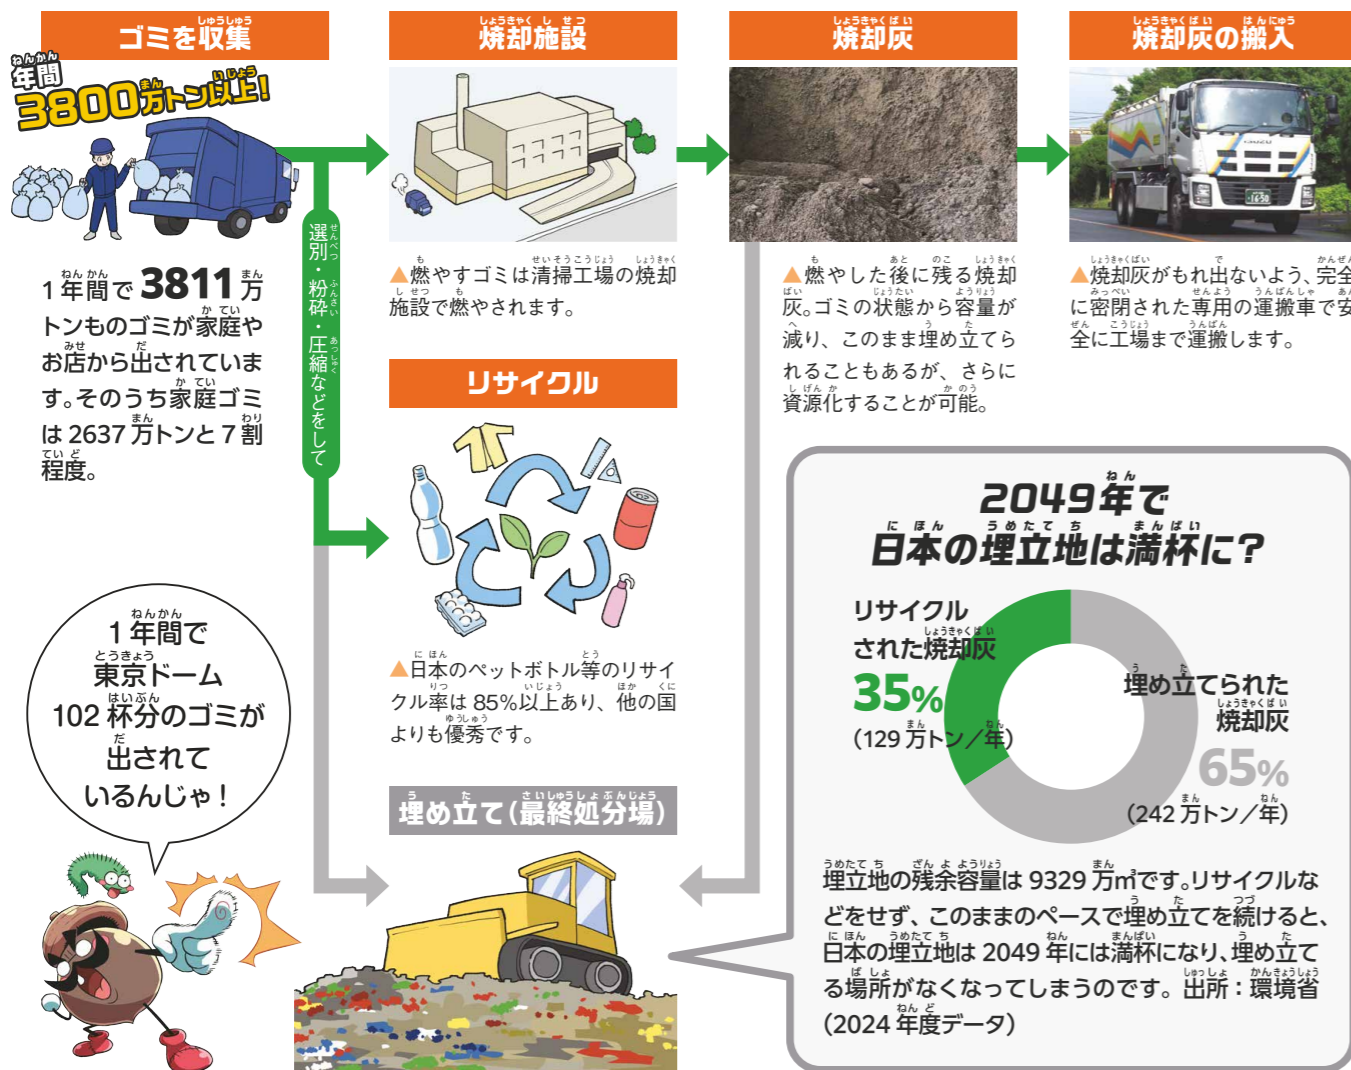 ゴミを収集
年間
3800万トン以上！
1年間で3811万
トンものゴミが家庭や
お店から出されていま
す。そのうち家庭ゴミ
は2637万トンと7割
程度。
選別・粉砕・圧縮などをして
焼却施設
▲燃やすゴミは清掃工場の焼却
施設で燃やされます。
焼却灰
▲燃やした後に残る焼却
灰。ゴミの状態から容量が
減り、このまま埋め立てら
れることもあるが、さらに
資源化することが可能。
焼却灰の搬入
16-50
▲焼却灰がもれ出ないよう、完全
に密閉された専用の運搬車で安
全に工場まで運搬します。
リサイクル
▲日本のペットボトル等のリサイ
クル率は85%以上あり、他の国
よりも優秀です。
埋め立て（最終処分場）
1年間で
東京ドーム
102杯分のゴミが
出されて
いるんじゃ！
2049年で
日本の埋立地は満杯に？
リサイクル
された焼却灰
35%
（129万トン／年）
埋め立てられた
焼却灰
65%
（242万トン／年）
埋立地の残余容量は9329万㎥です。リサイクルな
どをせず、このままのペースで埋め立てを続けると、
日本の埋立地は2049年には満杯になり、埋め立て
る場所がなくなってしまうのです。出所：環境省
（2024年度データ）